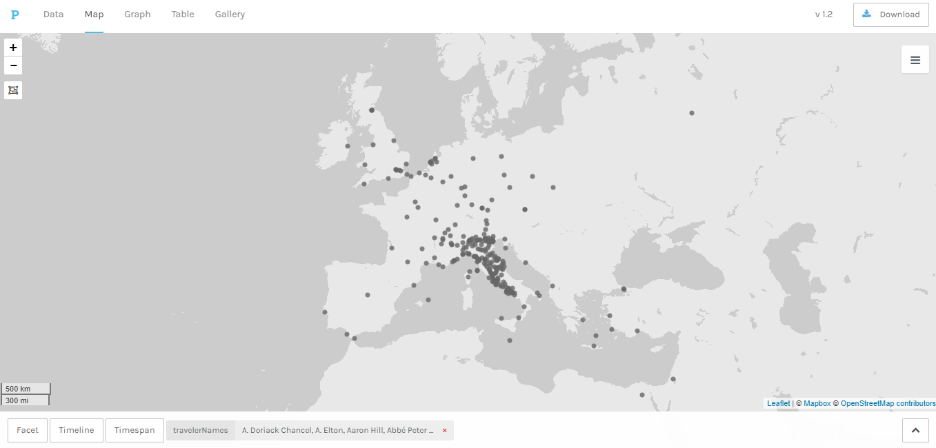 P Data Map Graph Table Gallery v 1.2 Download
+
−
500 km
300 mi
Leaflet | © Mapbox © OpenStreetMap contributors
Facet Timeline Timespan travelerNames A. Doriack Chancel, A. Elton, Aaron Hill, Abbé Peter ... ×